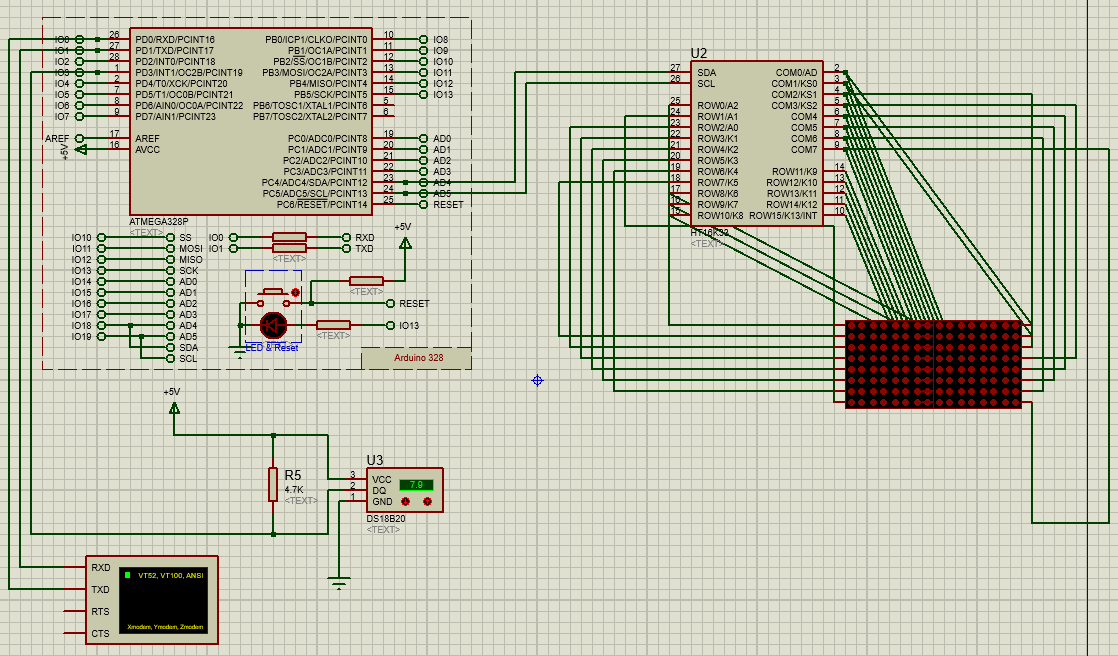 IO0 26 PD0/RXD/PCINT16 PB0/ICP1/CLKO/PCINT0 10 IO8
IO1 27 PD1/TXD/PCINT17 PB1/OC1A/PCINT1 11 IO9
IO2 28 PD2/INT0/PCINT18 PB2/SS/OC1B/PCINT2 12 IO10
IO3 1 PD3/INT1/OC2B/PCINT19 PB3/MOSI/OC2A/PCINT3 13 IO11
IO4 2 PD4/T0/XCK/PCINT20 PB4/MISO/PCINT4 14 IO12
IO5 7 PD5/T1/OC0B/PCINT21 PB5/SCK/PCINT5 15 IO13
IO6 8 PD6/AIN0/OC0A/PCINT22 PB6/TOSC1/XTAL1/PCINT6 5
IO7 9 PD7/AIN1/PCINT23 PB7/TOSC2/XTAL2/PCINT7 6
AREF 17 AREF PC0/ADC0/PCINT8 19 AD0
+5V 16 AVCC PC1/ADC1/PCINT9 20 AD1
PC2/ADC2/PCINT10 21 AD2
PC3/ADC3/PCINT11 22 AD3
PC4/ADC4/SDA/PCINT12 23 AD4
PC5/ADC5/SCL/PCINT13 24 AD5
PC6/RESET/PCINT14 25 RESET
ATMEGA328P
<TEXT>
IO10 SS
IO11 MOSI
IO12 MISO
IO13 SCK
IO14 AD0
IO15 AD1
IO16 AD2
IO17 AD3
IO18 AD4
IO19 AD5
SDA
SCL
IO0 RXD
IO1 TXD
<TEXT>
+5V
<TEXT>
RESET
IO13
<TEXT>
LED & Reset
Arduino 328
U2
27 SDA COM0/AD 2
26 SCL COM1/KS0 3
COM2/KS1 4
25 ROW0/A2 COM3/KS2 5
24 ROW1/A1 COM4 6
23 ROW2/A0 COM5 7
22 ROW3/K1 COM6 8
21 ROW4/K2 COM7 9
20 ROW5/K3
19 ROW6/K4 ROW11/K9 14
18 ROW7/K5 ROW12/K10 13
17 ROW8/K6 ROW13/K11 12
16 ROW9/K7 ROW14/K12 11
15 ROW10/K8 ROW15/K13/INT 10
HT16K33
<TEXT>
+5V
R5
4.7K
<TEXT>
U3
3 VCC
2 DQ
1 GND
7.9
DS18B20
<TEXT>
RXD
TXD
RTS
CTS
VT52, VT100, ANSI
Xmodem, Ymodem, Zmodem